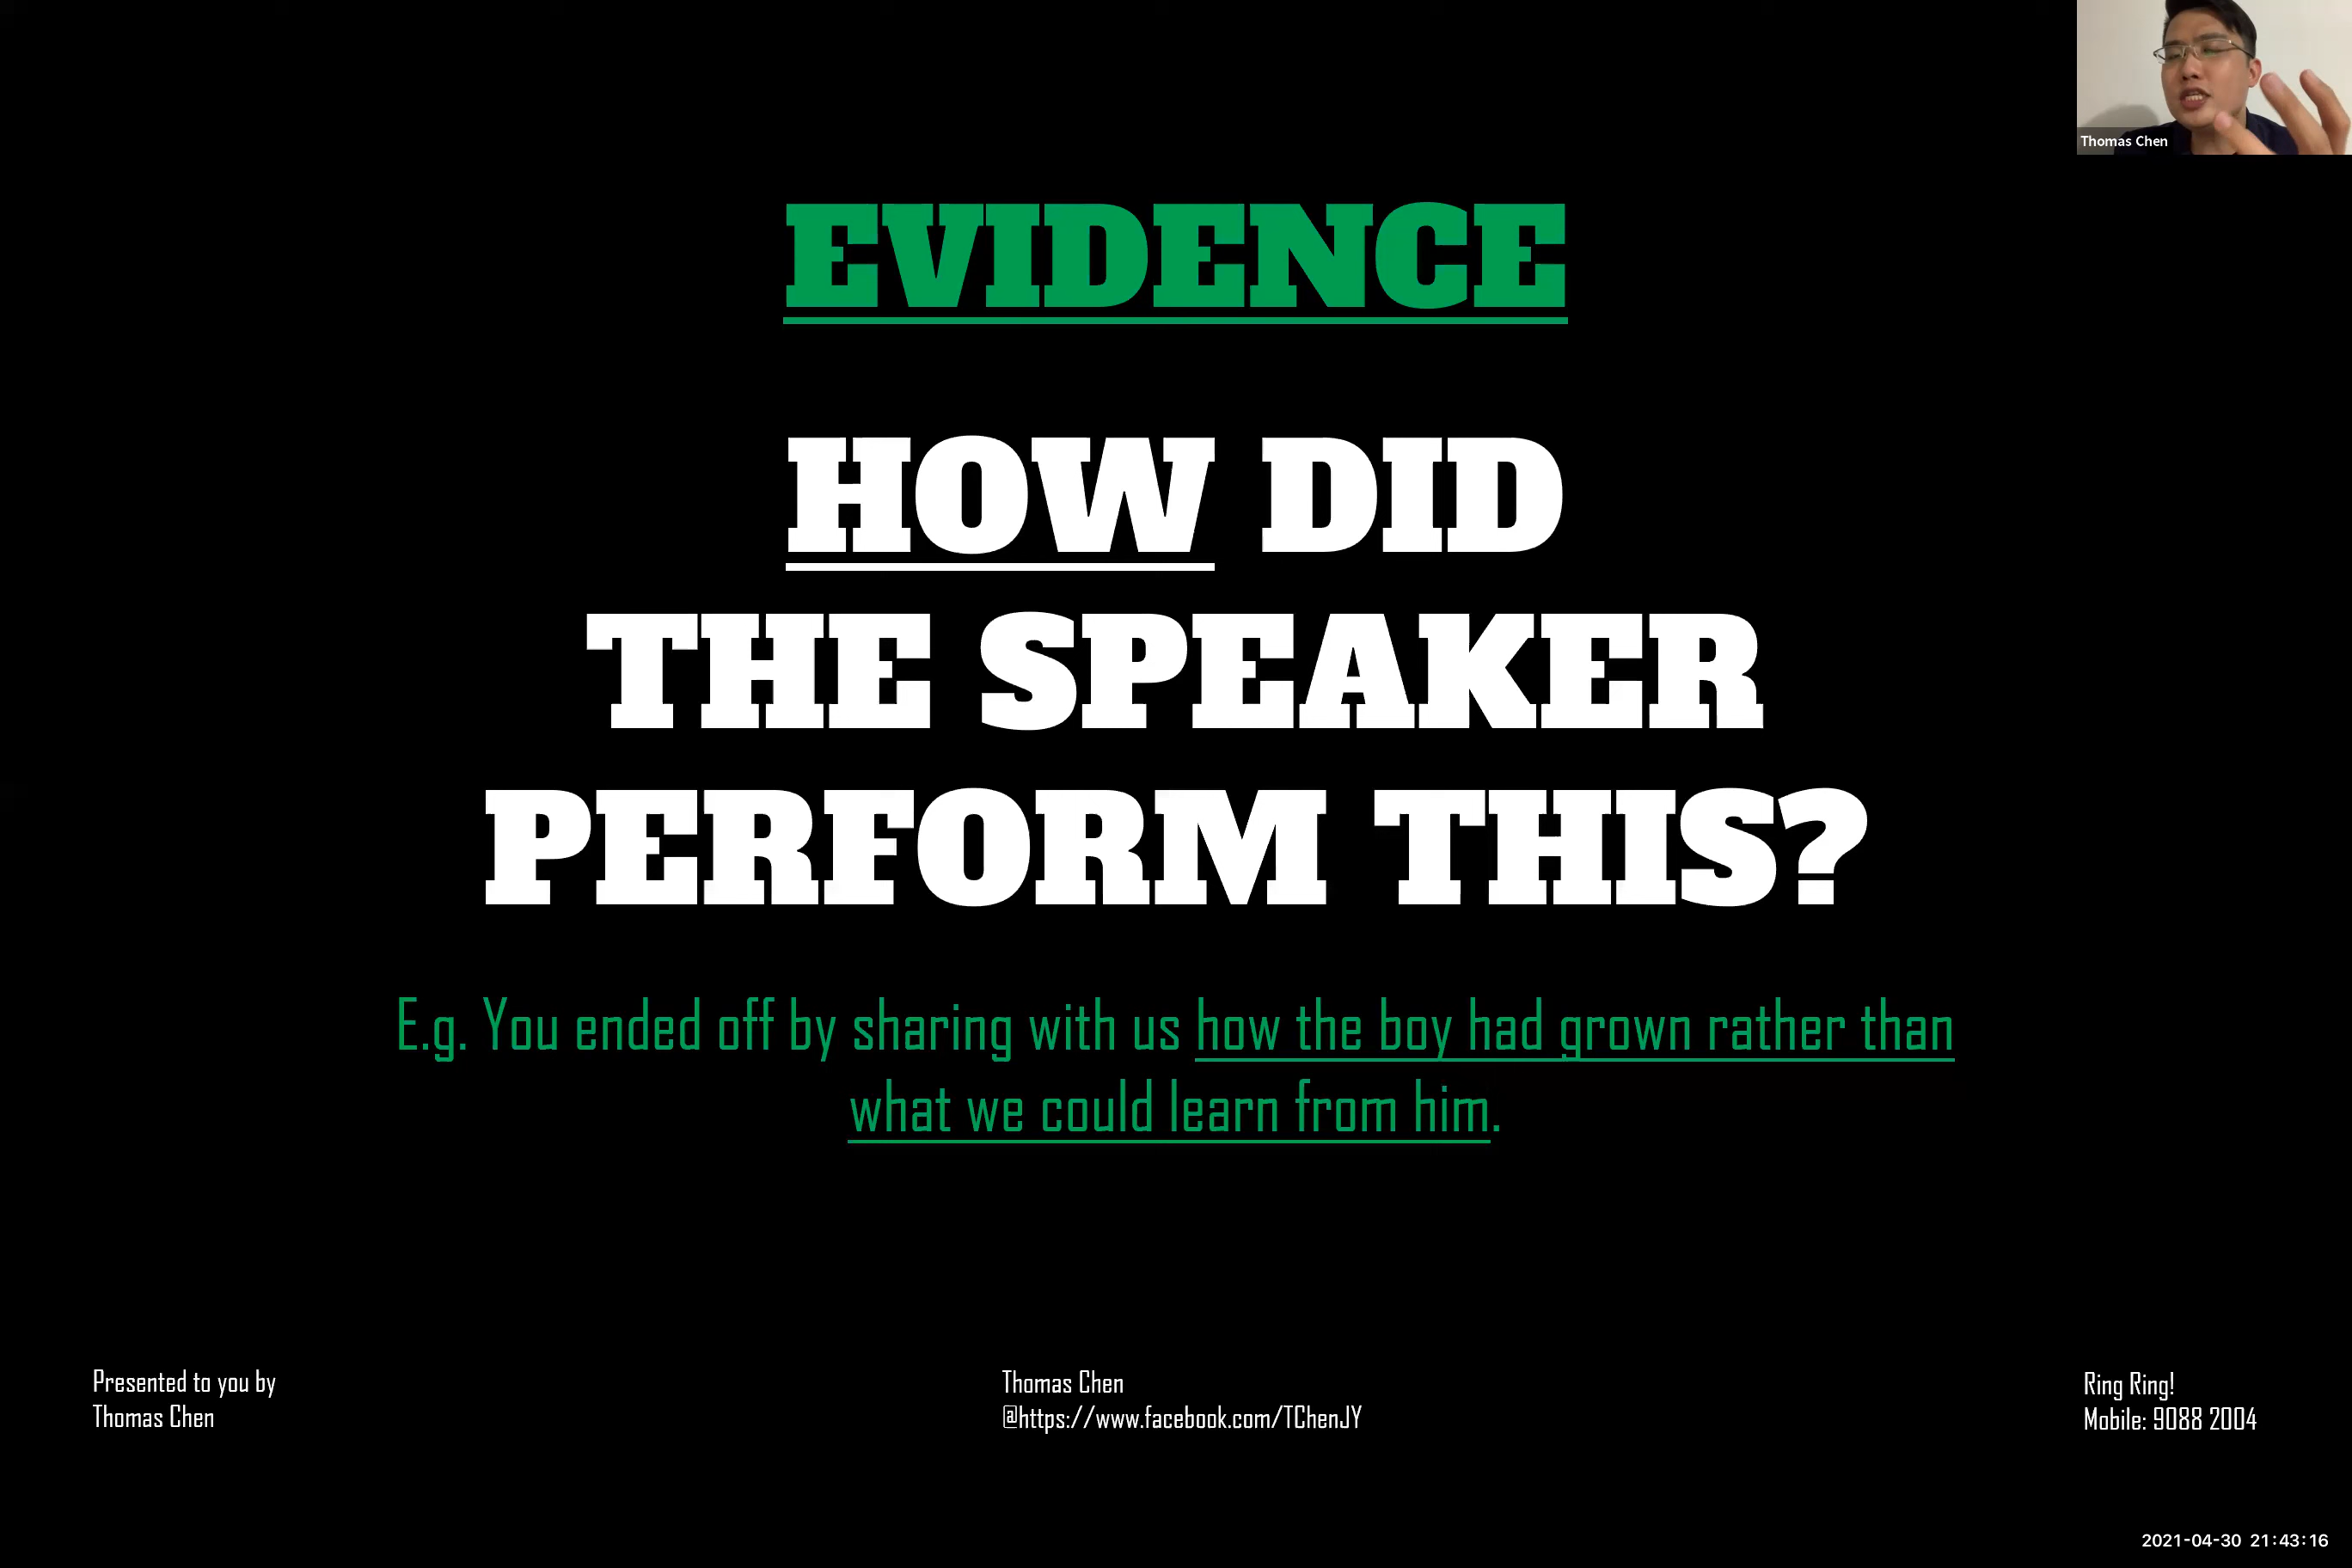 Thomas Chen
EVIDENCE
HOW DID
THE SPEAKER
PERFORM THIS?
E.g. You ended off by sharing with us how the boy had grown rather than
what we could learn from him.
Presented to you by
Thomas Chen
Thomas Chen
@https://www.facebook.com/TChenJY
Ring Ring!
Mobile: 9088 2004
2021-04-30 21:43:16